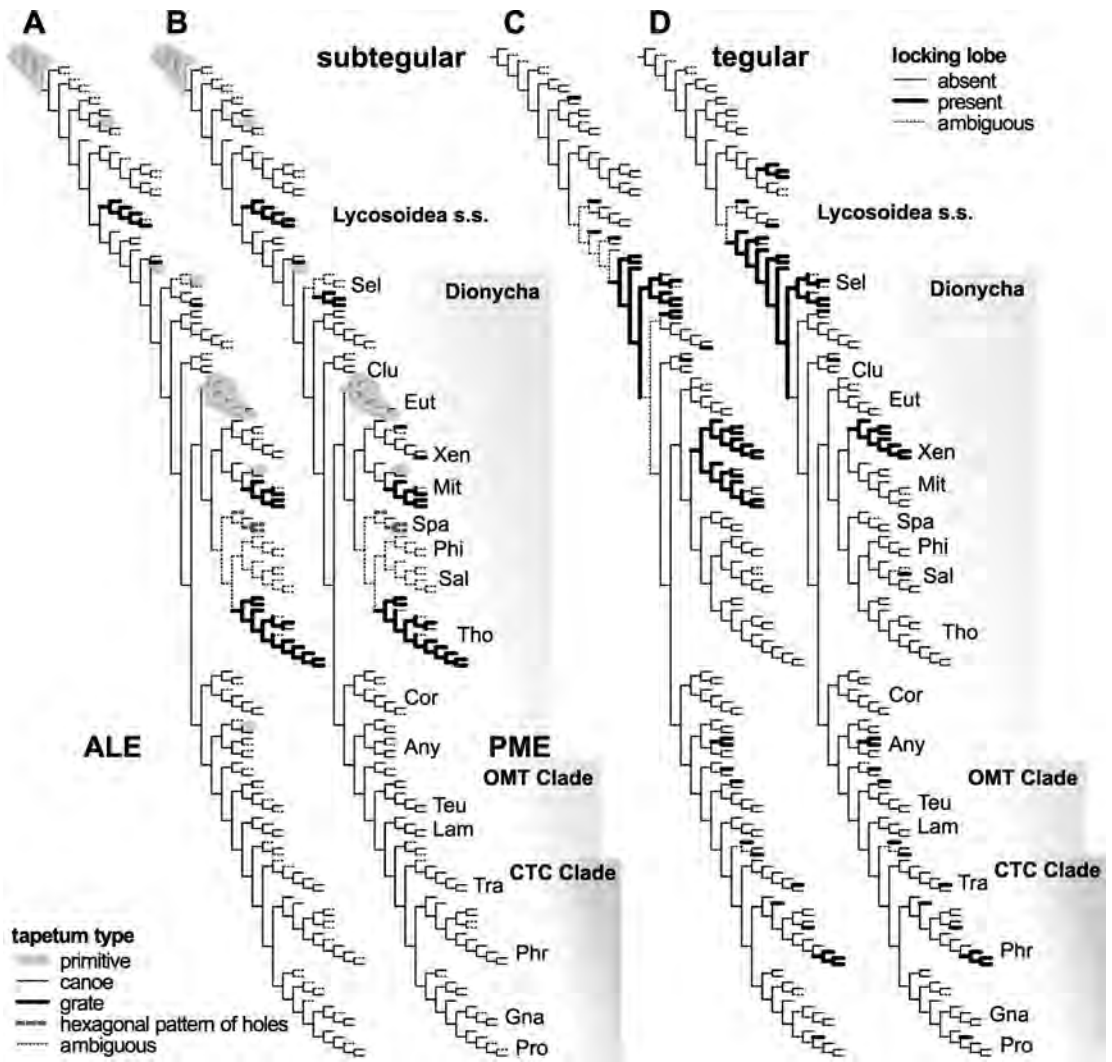 A B C D
subtegular tegular
locking lobe
absent
present
ambiguous
Lycosoidea s.s. Lycosoidea s.s.
Sel Dionycha Sel Dionycha
Clu Clu
Eut Eut
Xen Xen
Mit Mit
Spa Spa
Phi Phi
Sal Sal
Tho Tho
Cor Cor
ALE Any PME Any
OMT Clade OMT Clade
Teu Teu
Lam Lam
CTC Clade CTC Clade
Tra Tra
tapetum type
primitive Phr Phr
canoe
grate
hexagonal pattern of holes Gna Gna
ambiguous Pro Pro